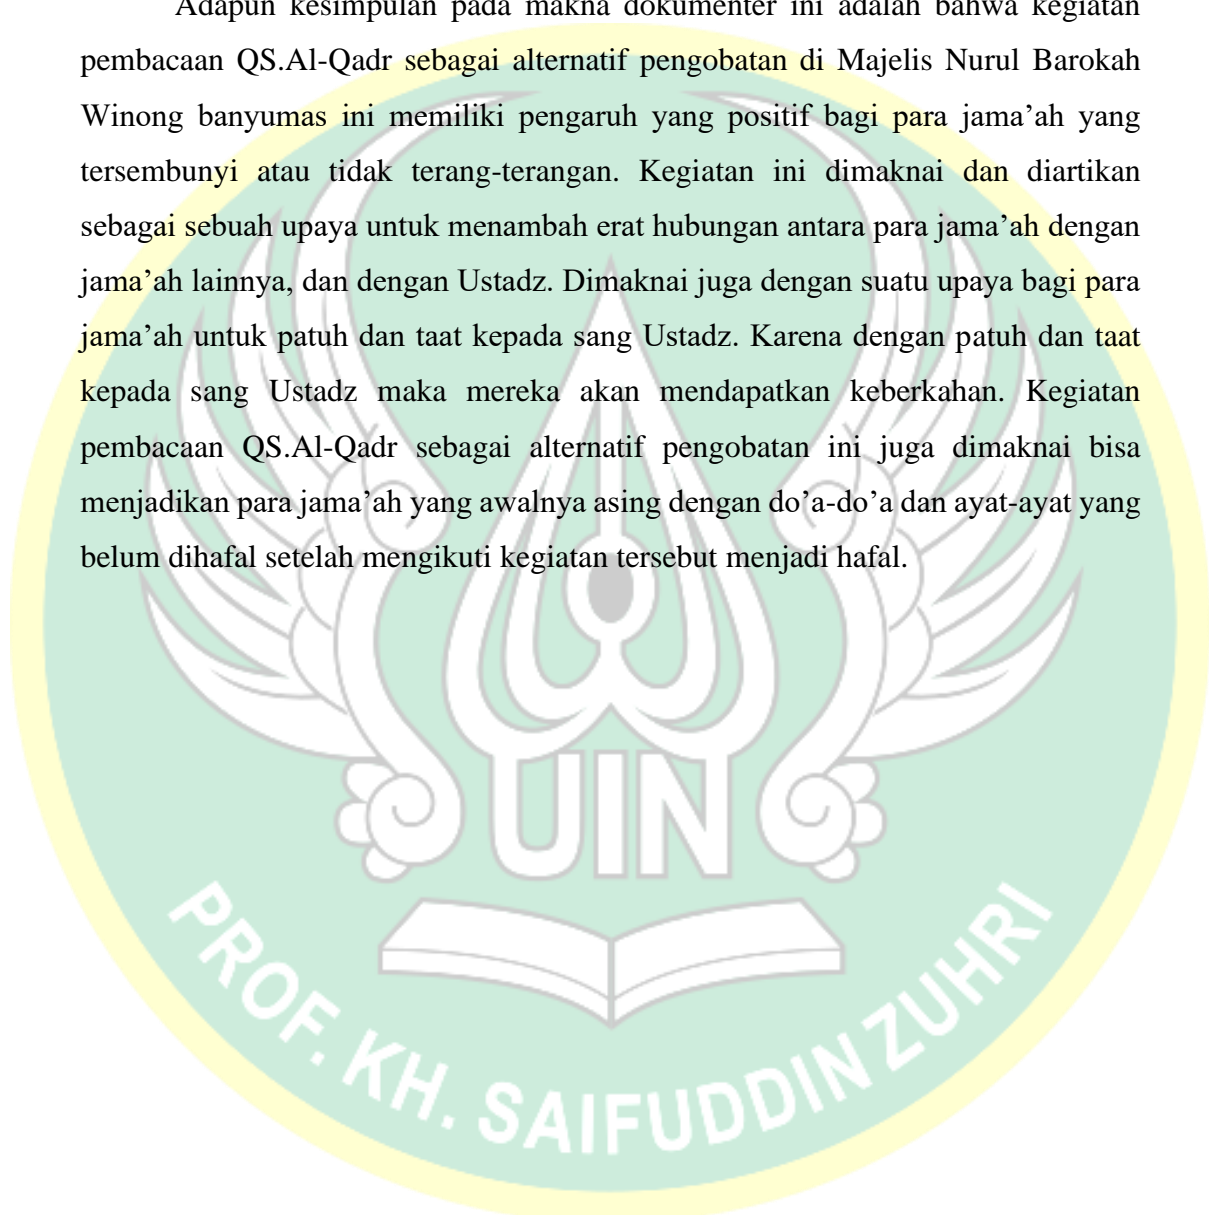 Adapun kesimpulan pada makna dokumenter ini adalah bahwa kegiatan
pembacaan QS.Al-Qadr sebagai alternatif pengobatan di Majelis Nurul Barokah
Winong banyumas ini memiliki pengaruh yang positif bagi para jama’ah yang
tersembunyi atau tidak terang-terangan. Kegiatan ini dimaknai dan diartikan
sebagai sebuah upaya untuk menambah erat hubungan antara para jama’ah dengan
jama’ah lainnya, dan dengan Ustadz. Dimaknai juga dengan suatu upaya bagi para
jama’ah untuk patuh dan taat kepada sang Ustadz. Karena dengan patuh dan taat
kepada sang Ustadz maka mereka akan mendapatkan keberkahan. Kegiatan
pembacaan QS.Al-Qadr sebagai alternatif pengobatan ini juga dimaknai bisa
menjadikan para jama’ah yang awalnya asing dengan do’a-do’a dan ayat-ayat yang
belum dihafal setelah mengikuti kegiatan tersebut menjadi hafal.
UIN
PROF. KH. SAIFUDDIN ZUHRI